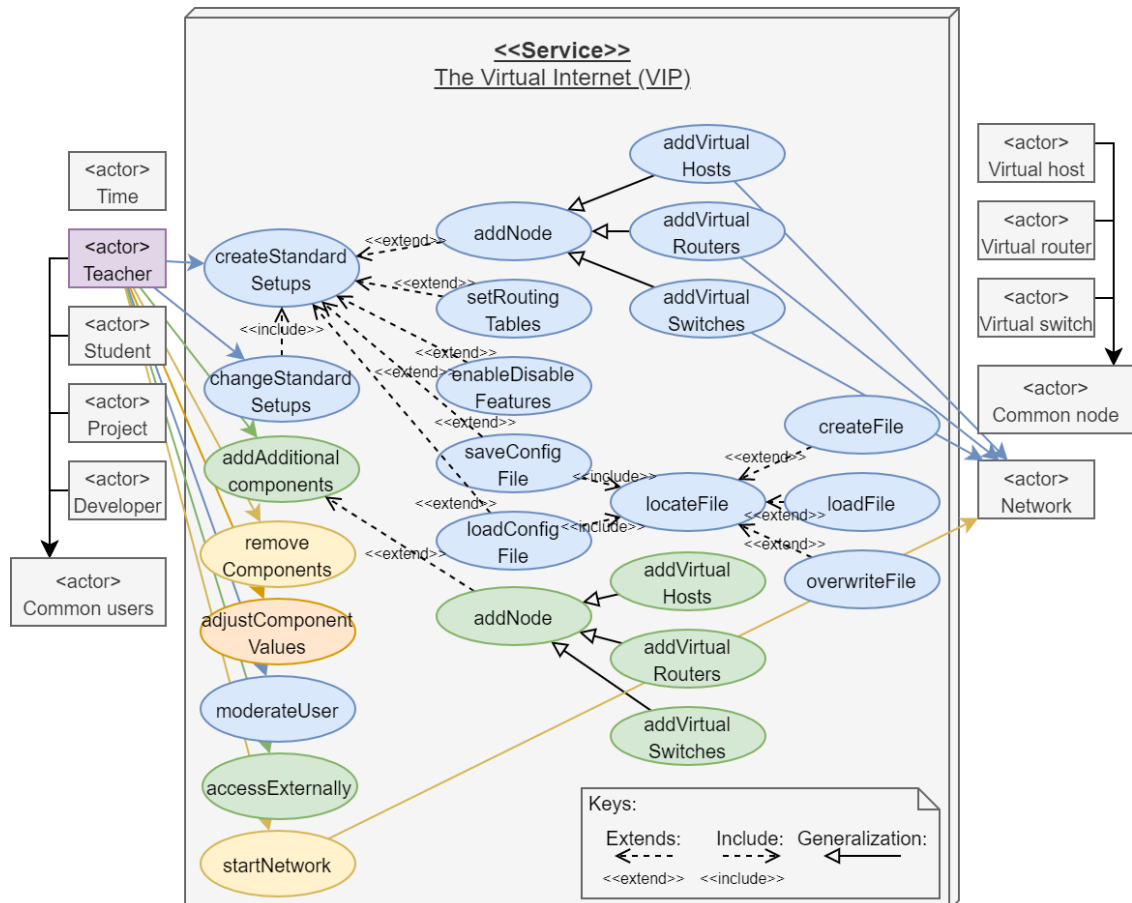 <<Service>>
The Virtual Internet (VIP)
<actor>
Time
<actor>
Teacher
<actor>
Student
<actor>
Project
<actor>
Developer
<actor>
Common users
createStandard
Setups
changeStandard
Setups
addAdditional
components
remove
Components
adjustComponent
Values
moderateUser
accessExternally
startNetwork
<<include>>
<<extend>>
<<extend>>
<<extend>>
<<extend>>
<<extend>>
<<extend>>
addNode
setRouting
Tables
enableDisable
Features
saveConfig
File
loadConfig
File
addNode
<<include>>
<<include>>
addVirtual
Hosts
addVirtual
Routers
addVirtual
Switches
locateFile
<<extend>>
<<extend>>
<<extend>>
createFile
loadFile
overwriteFile
addVirtual
Hosts
addVirtual
Routers
addVirtual
Switches
<actor>
Virtual host
<actor>
Virtual router
<actor>
Virtual switch
<actor>
Common node
<actor>
Network
Keys:
Extends:
<<extend>>
Include:
<<include>>
Generalization: